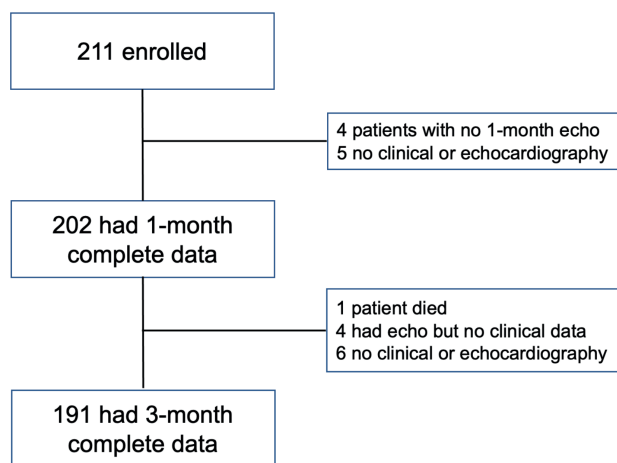 211 enrolled
4 patients with no 1-month echo
5 no clinical or echocardiography
202 had 1-month
complete data
1 patient died
4 had echo but no clinical data
6 no clinical or echocardiography
191 had 3-month
complete data